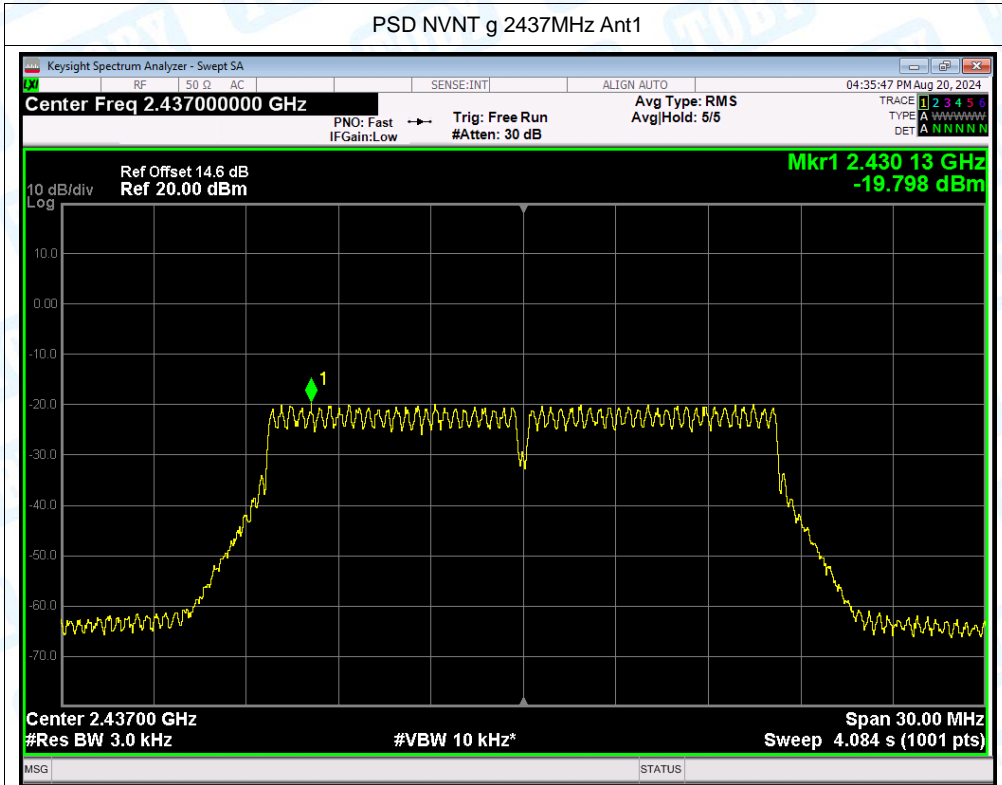 PSD NVNT g 2437MHz Ant1
Keysight Spectrum Analyzer - Swept SA
LXI RF 50 Ω AC SENSE:INT ALIGN AUTO 04:35:47 PM Aug 20, 2024
Center Freq 2.437000000 GHz
PNO: Fast
IFGain:Low
Trig: Free Run
#Atten: 30 dB
Avg Type: RMS
Avg|Hold: 5/5
TRACE 1 2 3 4 5 6
TYPE A WWWWW
DET A N N N N N
Ref Offset 14.6 dB
10 dB/div Ref 20.00 dBm
Log
Mkr1 2.430 13 GHz
-19.798 dBm
10.0
0.00
-10.0
1
-20.0
-30.0
-40.0
-50.0
-60.0
-70.0
Center 2.43700 GHz Span 30.00 MHz
#Res BW 3.0 kHz #VBW 10 kHz* Sweep 4.084 s (1001 pts)
MSG STATUS